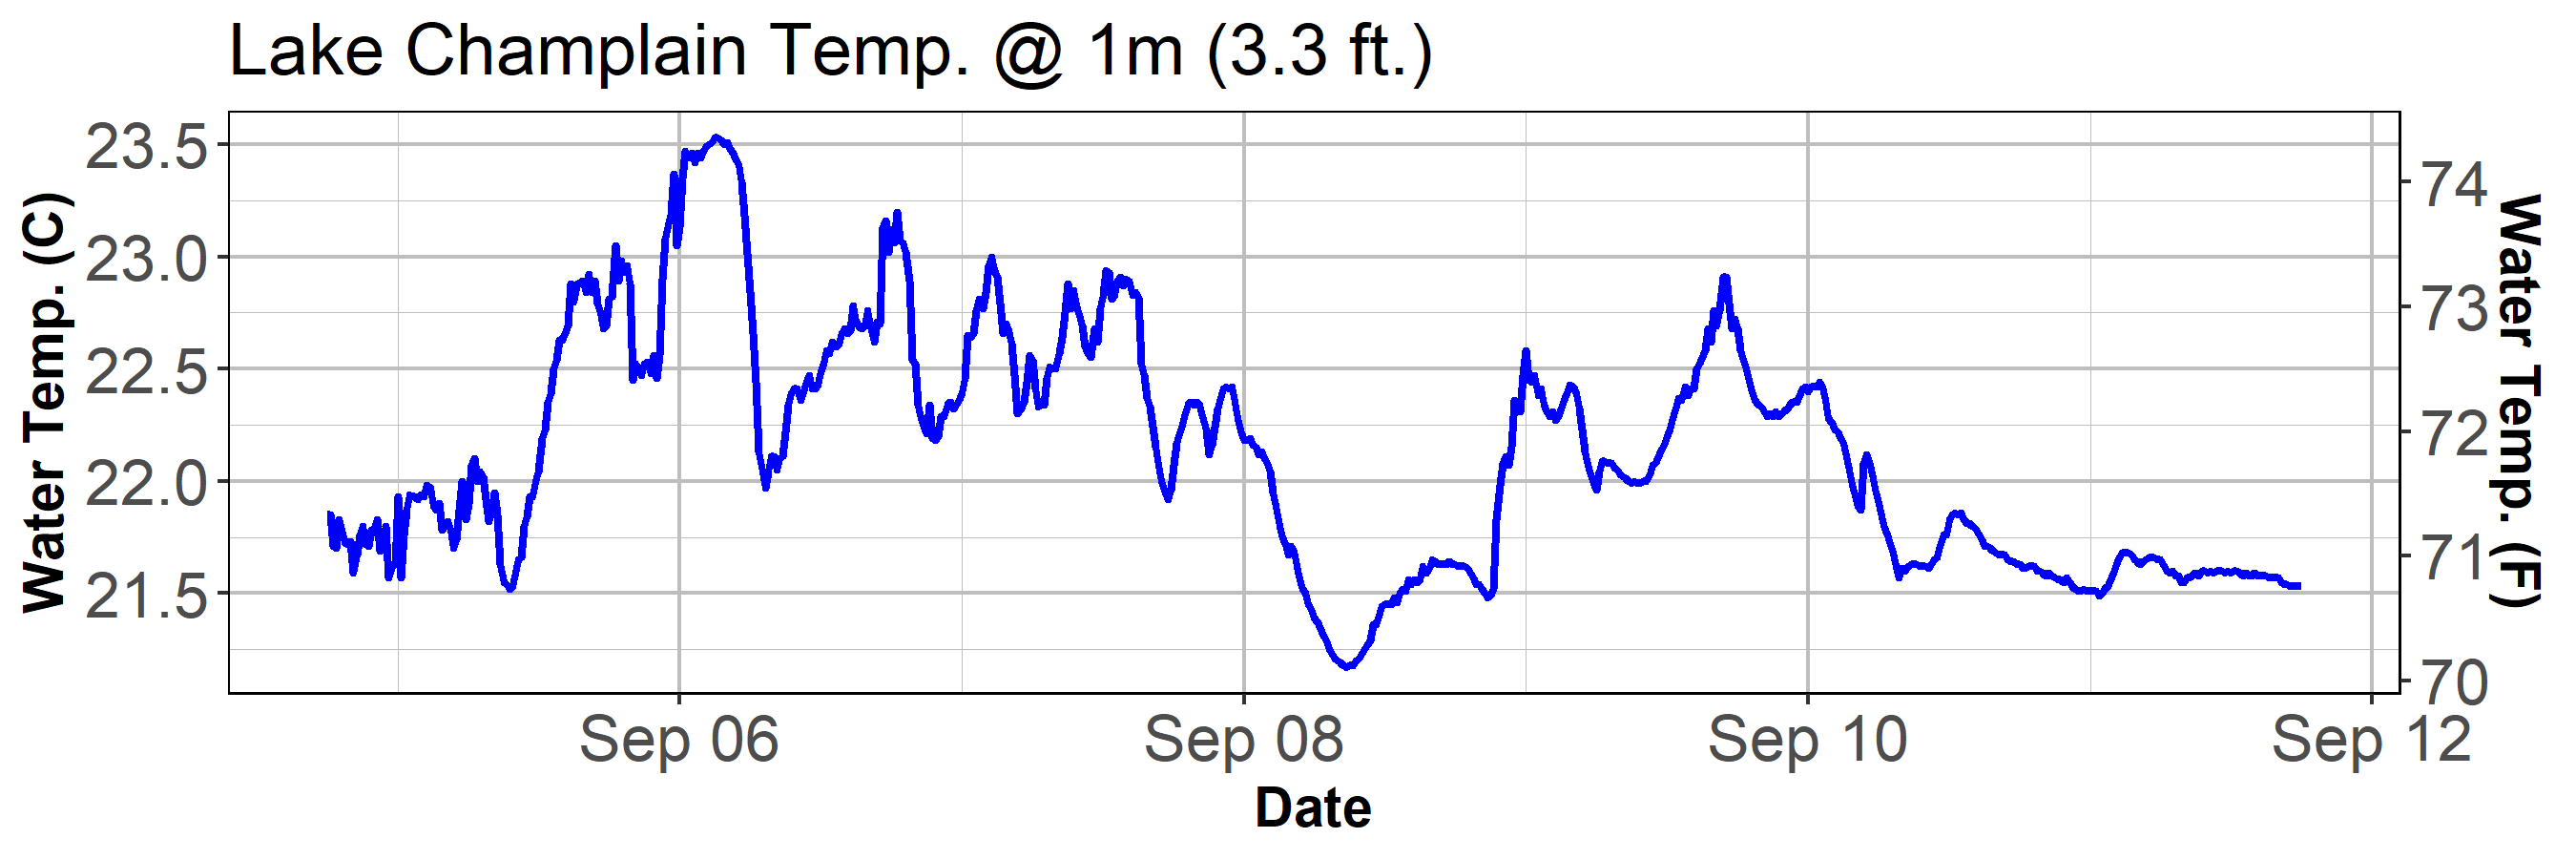 Lake Champlain Temp. @ 1m (3.3 ft.)
Water Temp. (C)
23.5
23.0
22.5
22.0
21.5
74
73
72
71
70
Water Temp. (F)
Sep 06 Sep 08 Sep 10 Sep 12
Date